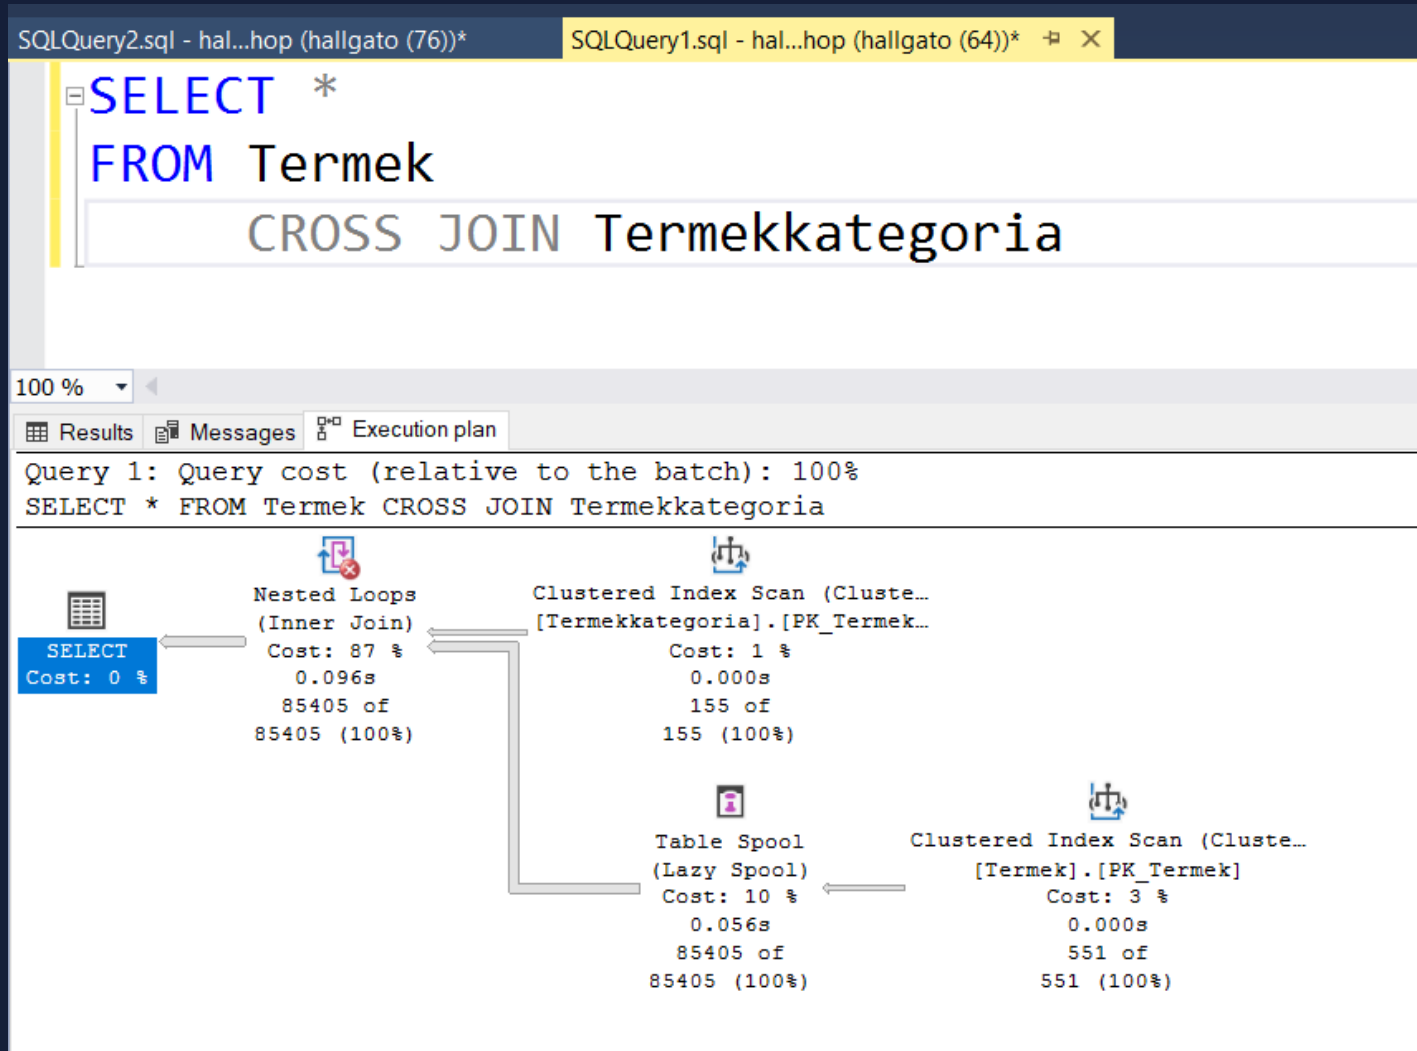 SQLQuery2.sql - hal...hop (hallgato (76))*
SQLQuery1.sql - hal...hop (hallgato (64))*
SELECT *
FROM Termek
CROSS JOIN Termekkategoria
100 %
Results
Messages
Execution plan
Query 1: Query cost (relative to the batch): 100%
SELECT * FROM Termek CROSS JOIN Termekkategoria
SELECT
Cost: 0 %
Nested Loops
(Inner Join)
Cost: 87 %
0.096s
85405 of
85405 (100%)
Clustered Index Scan (Cluste…
[Termekkategoria].[PK_Termek…
Cost: 1 %
0.000s
155 of
155 (100%)
Table Spool
(Lazy Spool)
Cost: 10 %
0.056s
85405 of
85405 (100%)
Clustered Index Scan (Cluste…
[Termek].[PK_Termek]
Cost: 3 %
0.000s
551 of
551 (100%)